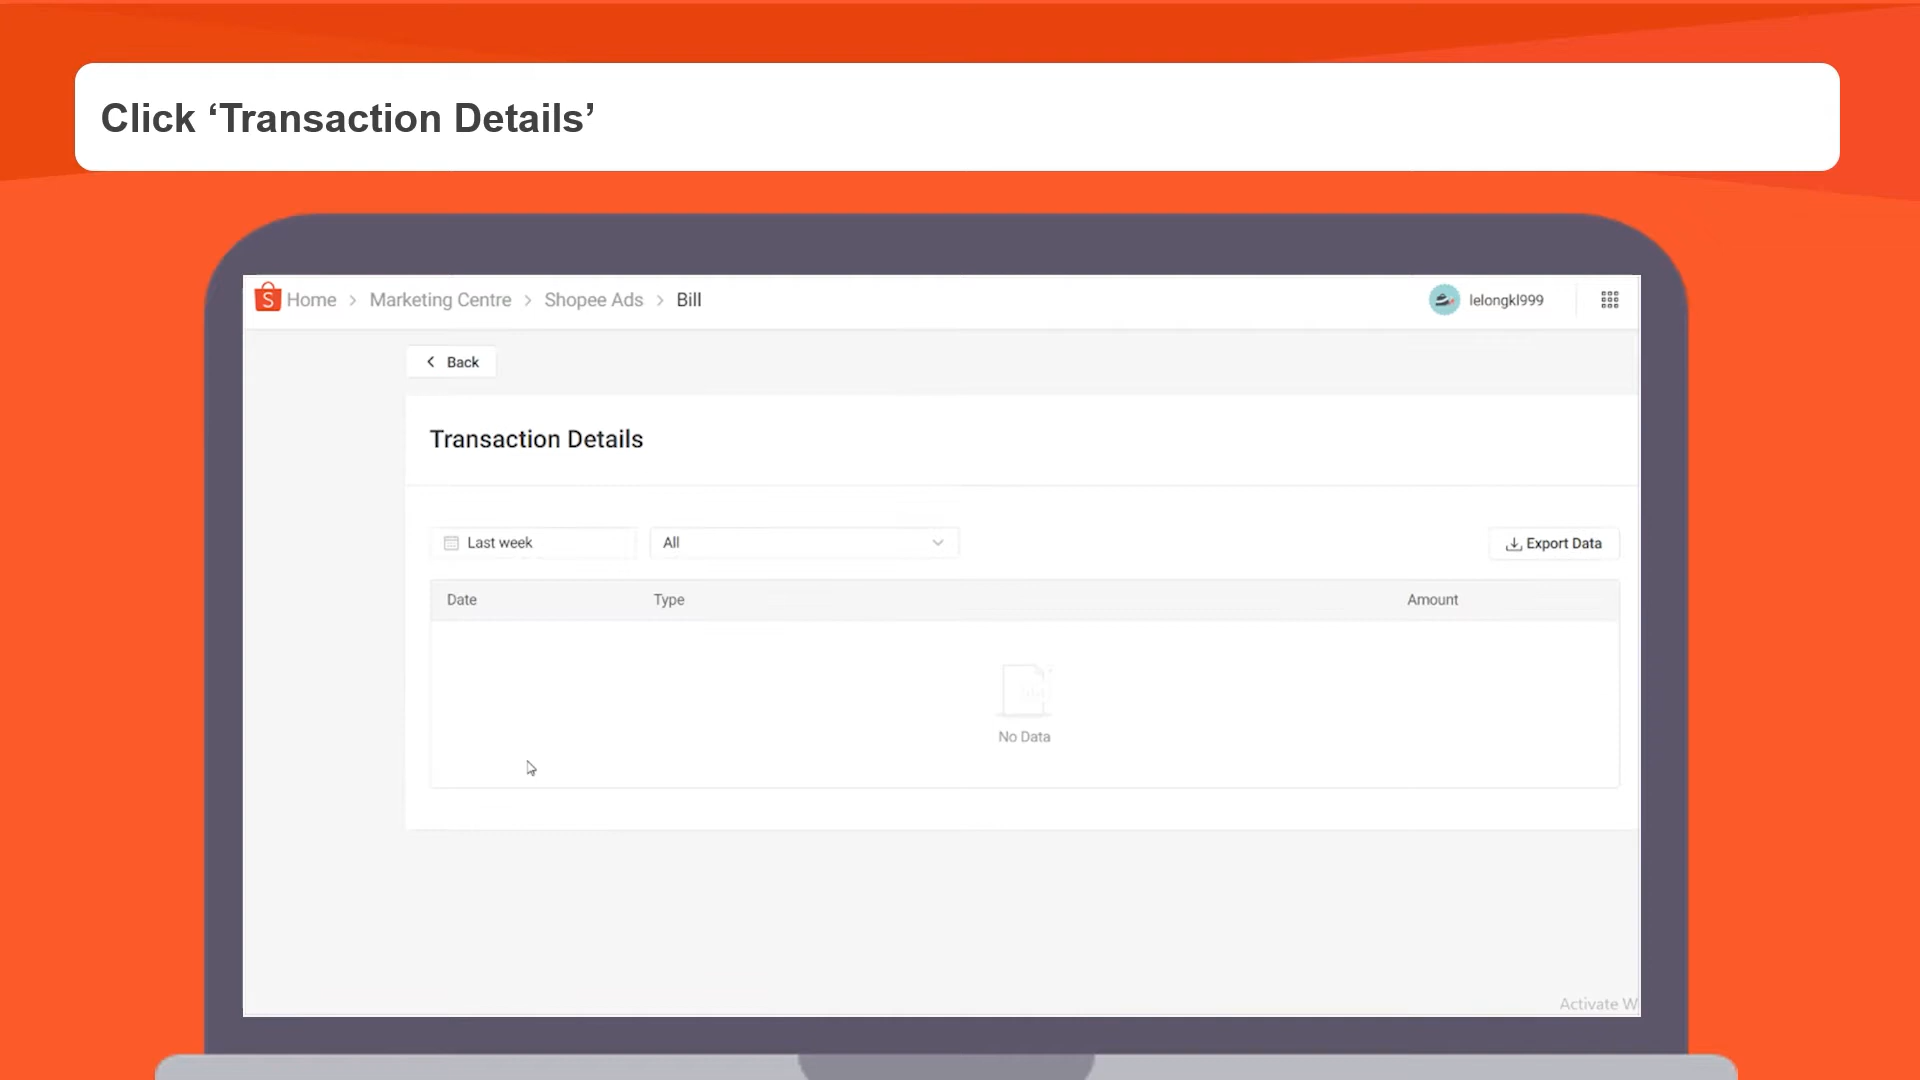 Click ‘Transaction Details’
S Home > Marketing Centre > Shopee Ads > Bill
lelongkl999
Back
Transaction Details
Last week
All
Export Data
Date Type Amount
No Data
Activate W